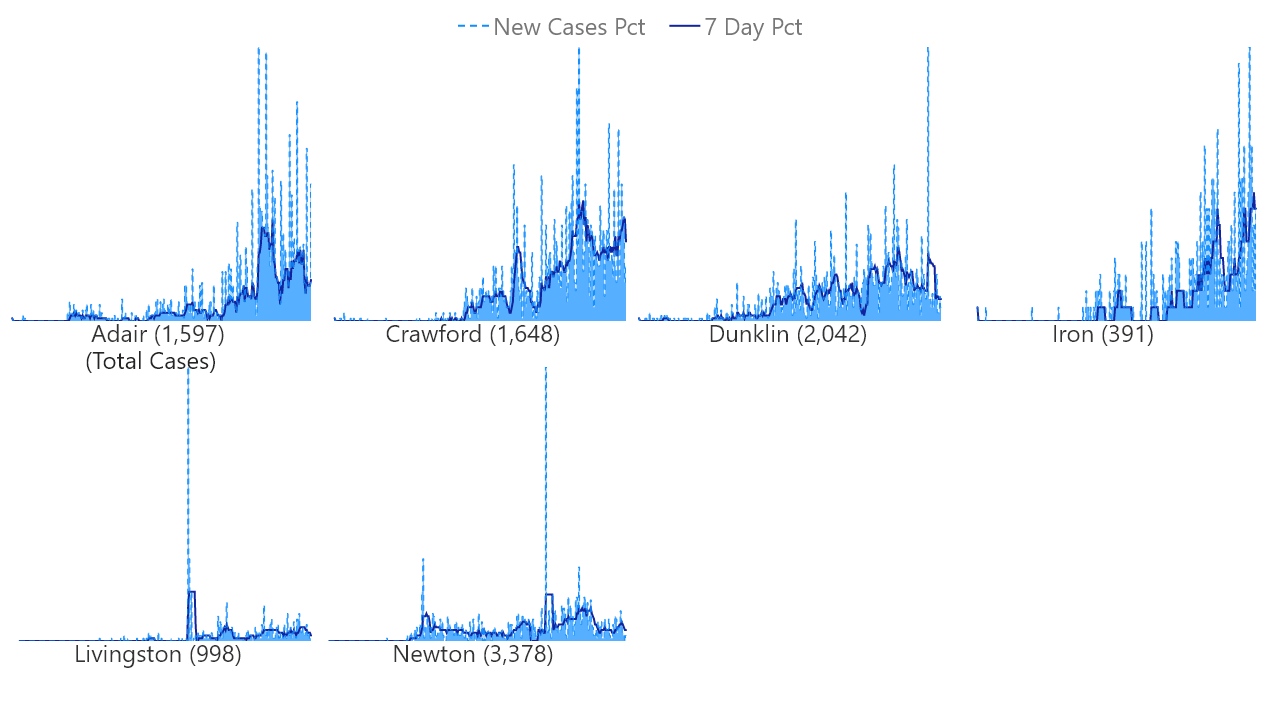 New Cases Pct 7 Day Pct
Adair (1,597)
(Total Cases)
Crawford (1,648)
Dunklin (2,042)
Iron (391)
Livingston (998)
Newton (3,378)